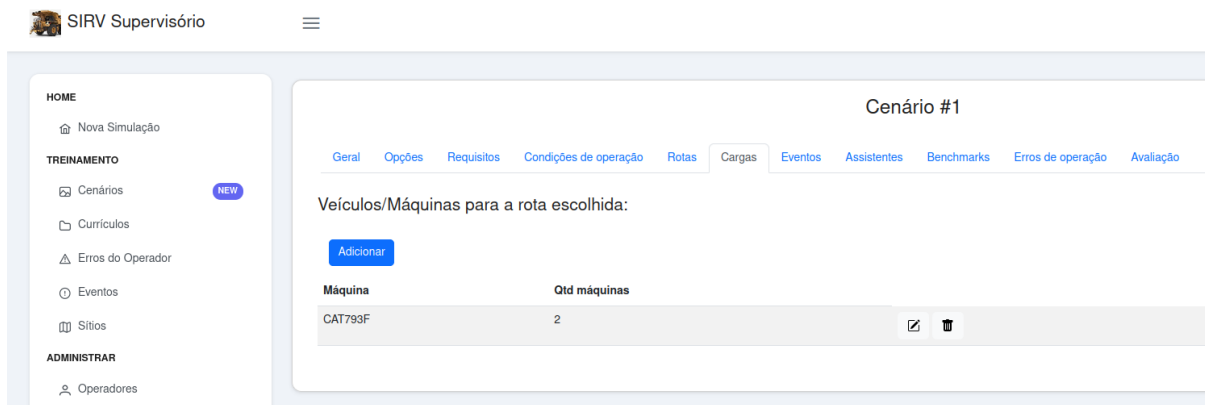 SIRV Supervisório
HOME
Nova Simulação
TREINAMENTO
Cenários NEW
Currículos
Erros do Operador
Eventos
Sítios
ADMINISTRAR
Operadores
Cenário #1
Geral Opções Requisitos Condições de operação Rotas Cargas Eventos Assistentes Benchmarks Erros de operação Avaliação
Veículos/Máquinas para a rota escolhida:
Adicionar
Máquina Qtd máquinas
CAT793F 2